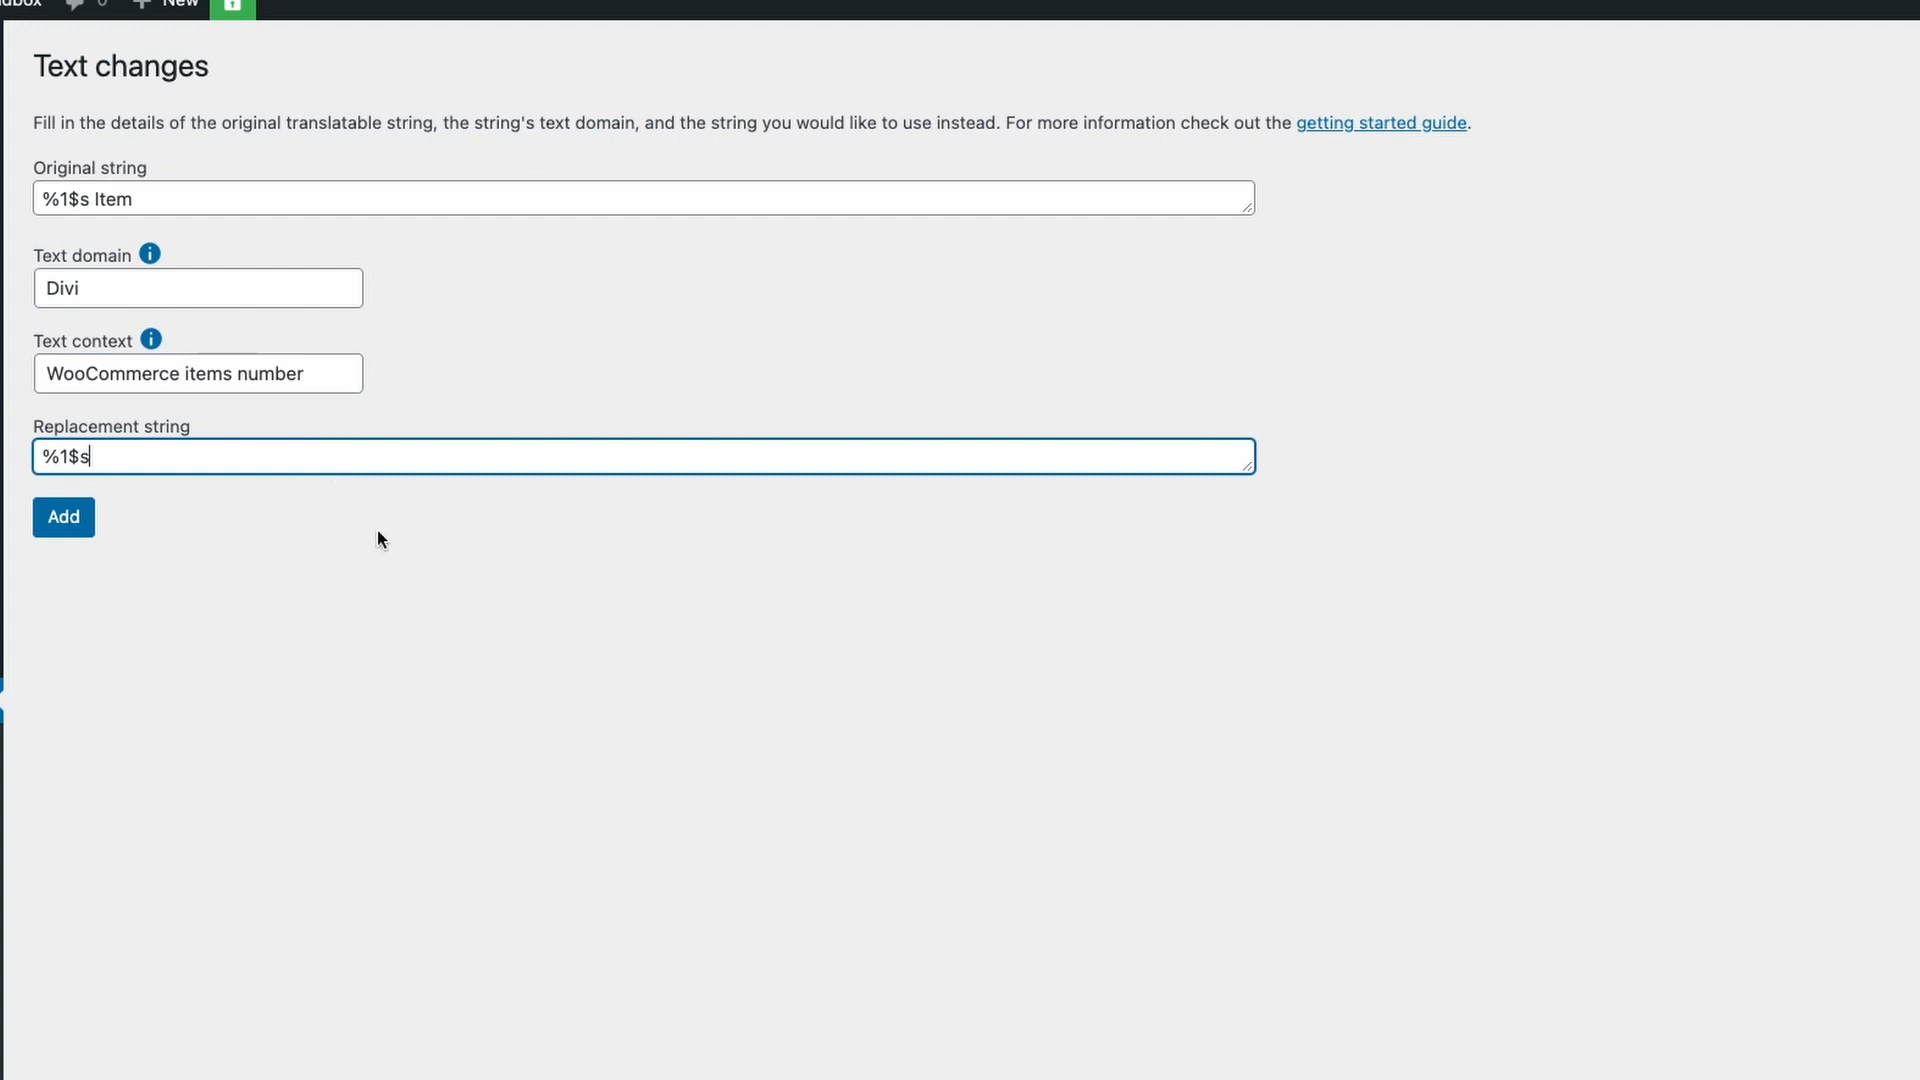 0 New
Text changes
Fill in the details of the original translatable string, the string's text domain, and the string you would like to use instead. For more information check out the getting started guide.
Original string
%1$s Item
Text domain
Divi
Text context
WooCommerce items number
Replacement string
%1$s
Add